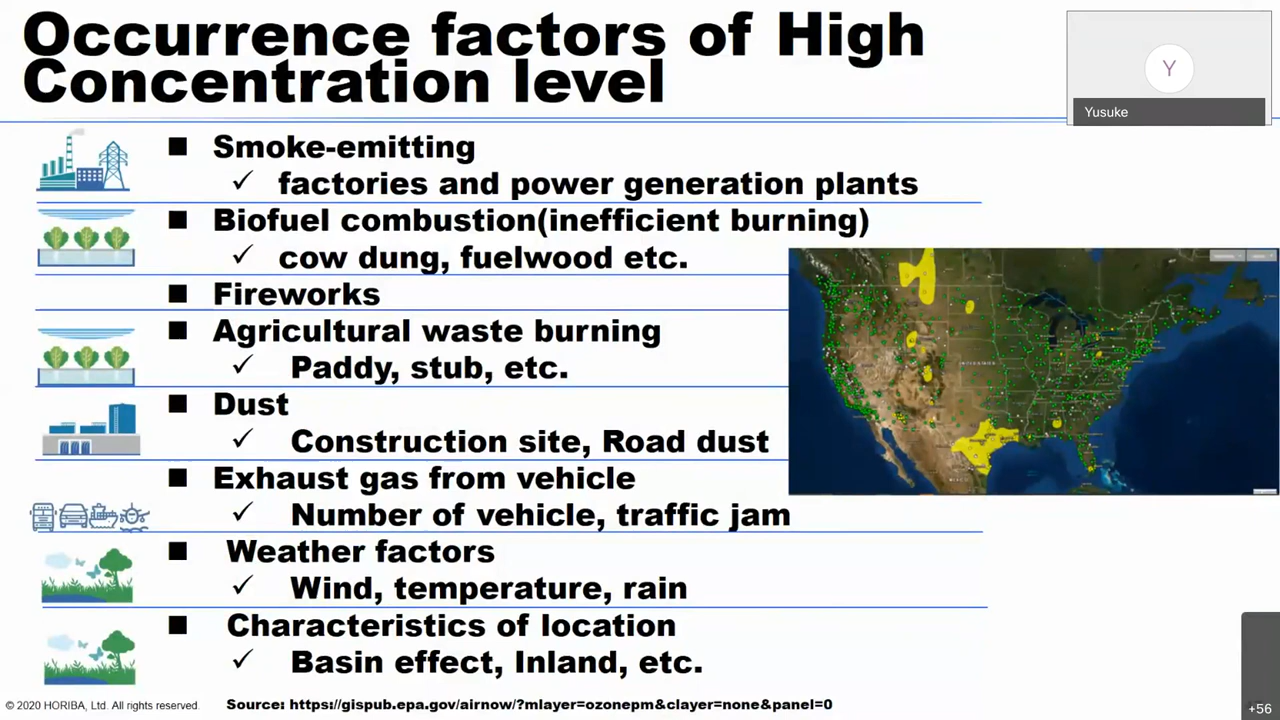 Occurrence factors of High
Concentration level
Y
Yusuke
■ Smoke-emitting
✓ factories and power generation plants
■ Biofuel combustion(inefficient burning)
✓ cow dung, fuelwood etc.
■ Fireworks
■ Agricultural waste burning
✓ Paddy, stub, etc.
■ Dust
✓ Construction site, Road dust
■ Exhaust gas from vehicle
✓ Number of vehicle, traffic jam
■ Weather factors
✓ Wind, temperature, rain
■ Characteristics of location
✓ Basin effect, Inland, etc.
© 2020 HORIBA, Ltd. All rights reserved.
Source: https://gispub.epa.gov/airnow/?mlayer=ozonepm&clayer=none&panel=0
+56